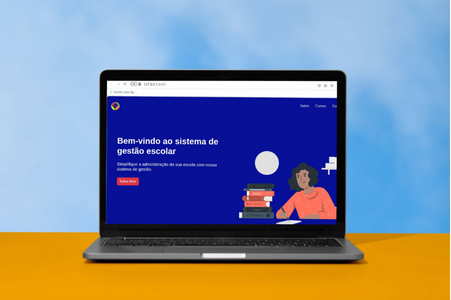 Sobre
Cursos
Bem-vindo ao sistema de
gestão escolar
Simplifique a administração da sua escola com nosso
sistema de gestão.
Saiba Mais